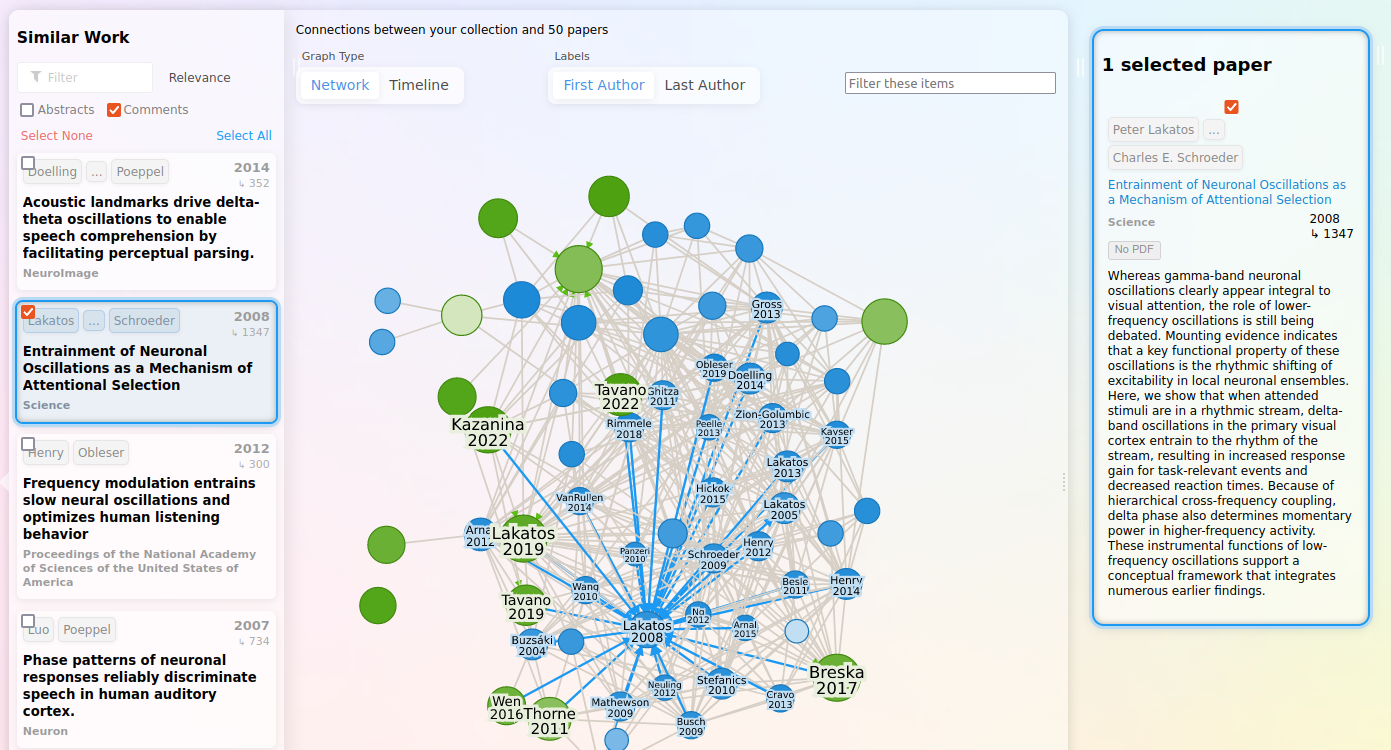 Similar Work
Filter
Relevance
Abstracts
Comments
Select None
Select All
Doelling
...
Poeppel
2014
↳ 352
Acoustic landmarks drive delta-
theta oscillations to enable
speech comprehension by
facilitating perceptual parsing.
NeuroImage
Lakatos
...
Schroeder
2008
↳ 1347
Entrainment of Neuronal
Oscillations as a Mechanism of
Attentional Selection
Science
Henry
Obleser
2012
↳ 300
Frequency modulation entrains
slow neural oscillations and
optimizes human listening
behavior
Proceedings of the National Academy
of Sciences of the United States of
America
Luo
Poeppel
2007
↳ 734
Phase patterns of neuronal
responses reliably discriminate
speech in human auditory
cortex.
Neuron
Connections between your collection and 50 papers
Graph Type
Network
Timeline
Labels
First Author
Last Author
Filter these items
Gross
2013
Obleser
2019
Doelling
2014
Tavano
2022
Ghitza
2011
Kazanina
2022
Rimmele
2018
Peelle
2013
Zion-Golumbic
2013
Kayser
2015
Lakatos
2013
VanRullen
2014
Hickok
2015
Lakatos
2005
Arnal
2012
Lakatos
2019
Panzeri
2010
Schroeder
2009
Henry
2012
Wang
2010
Besle
2011
Henry
2014
Tavano
2019
Lakatos
2008
Ng
2012
Arnal
2015
Buzsáki
2004
Breska
2017
Neuling
2012
Stefanics
2010
Cravo
2013
Wen
2016
Thorne
2011
Mathewson
2009
Busch
2009
1 selected paper
Peter Lakatos
...
Charles E. Schroeder
Entrainment of Neuronal Oscillations as
a Mechanism of Attentional Selection
Science
2008
↳ 1347
No PDF
Whereas gamma-band neuronal
oscillations clearly appear integral to
visual attention, the role of lower-
frequency oscillations is still being
debated. Mounting evidence indicates
that a key functional property of these
oscillations is the rhythmic shifting of
excitability in local neuronal ensembles.
Here, we show that when attended
stimuli are in a rhythmic stream, delta-
band oscillations in the primary visual
cortex entrain to the rhythm of the
stream, resulting in increased response
gain for task-relevant events and
decreased reaction times. Because of
hierarchical cross-frequency coupling,
delta phase also determines momentary
power in higher-frequency activity.
These instrumental functions of low-
frequency oscillations support a
conceptual framework that integrates
numerous earlier findings.